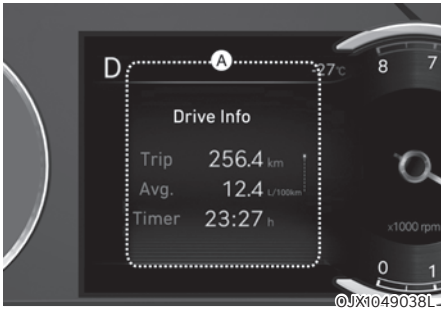 D
A
27°C
Drive Info
Trip 256.4 km
Avg. 12.4 L/100km
Timer 23:27 h
8 7
x1000 rpm
0 1
OJX1049038L